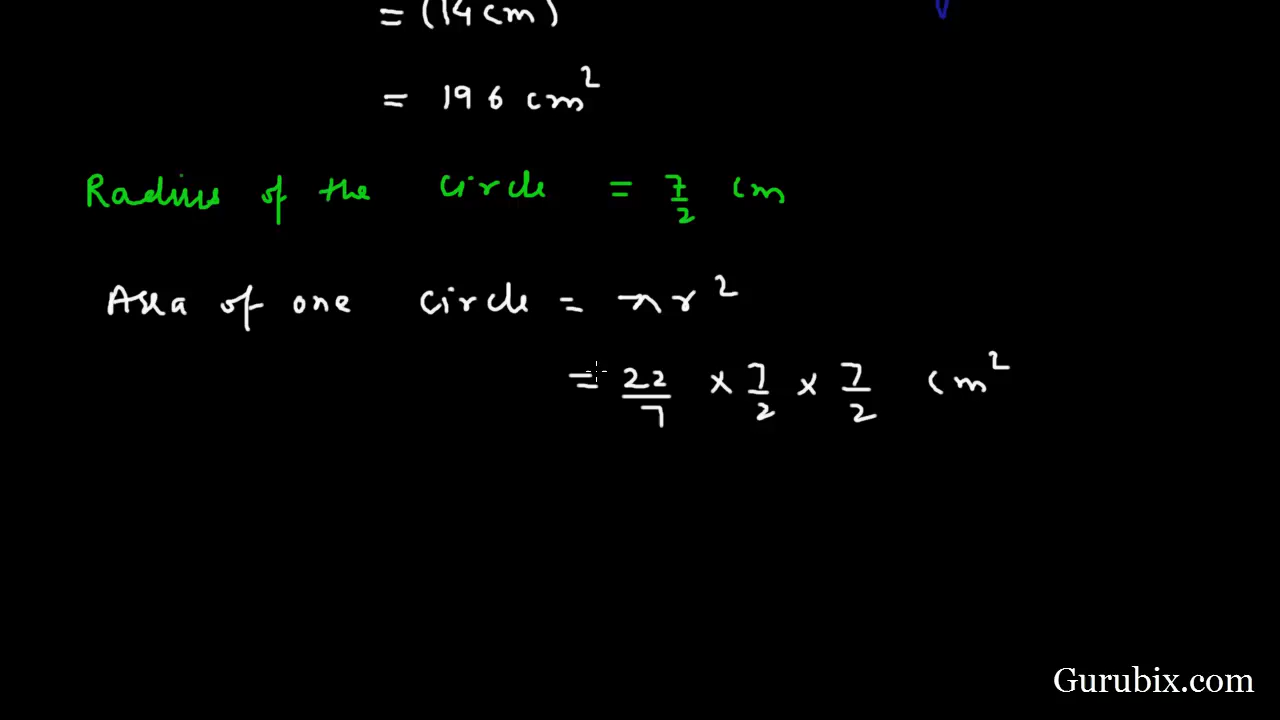 = (14 cm)
= 196 cm²
Radius of the circle = 7/2 cm
Area of one circle = πr²
= 22/7 × 7/2 × 7/2 cm²
Gurubix.com